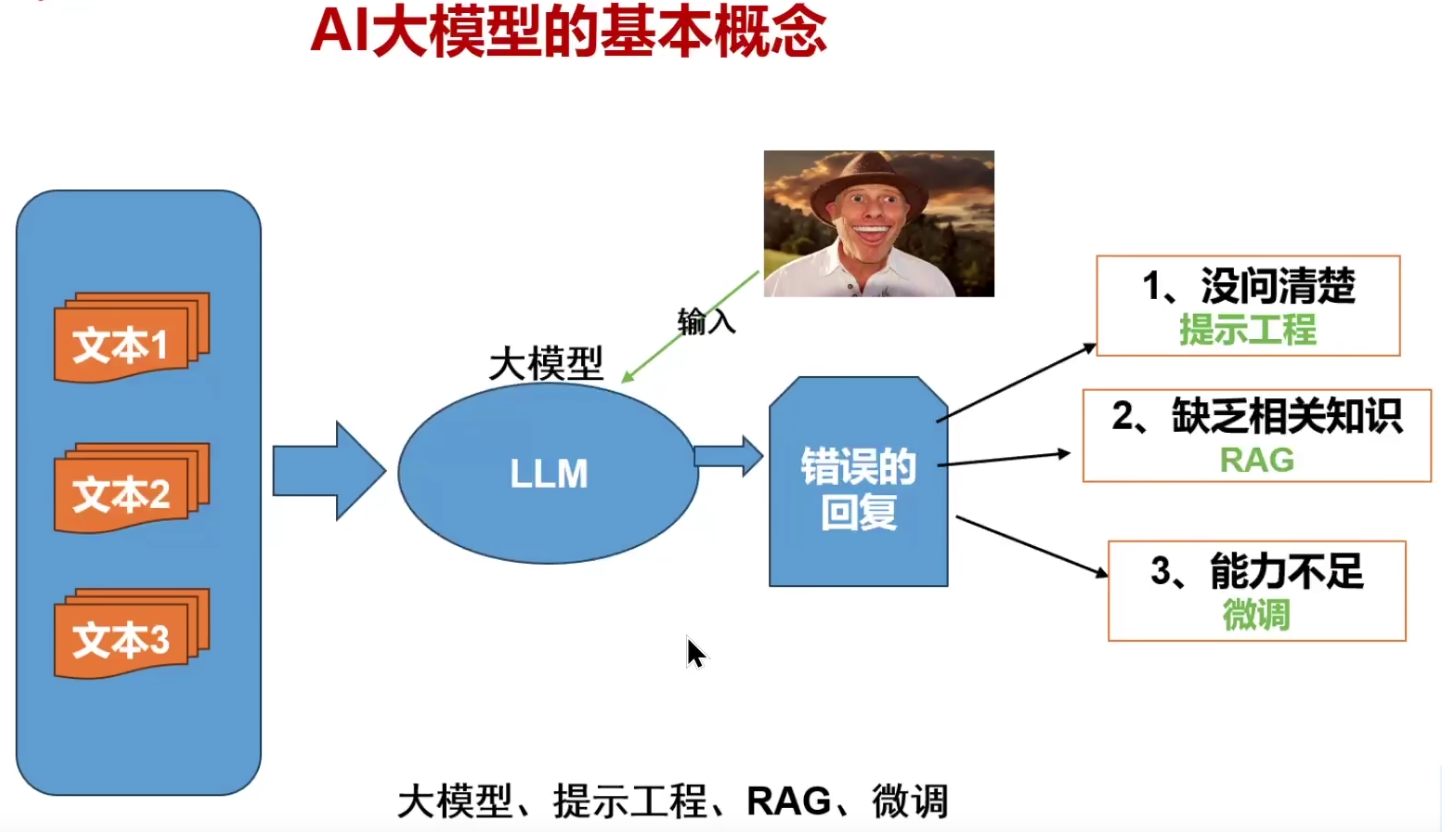 AI大模型的基本概念
文本1
文本2
文本3
大模型
LLM
输入
错误的
回复
1、没问清楚
提示工程
2、缺乏相关知识
RAG
3、能力不足
微调
大模型、提示工程、RAG、微调